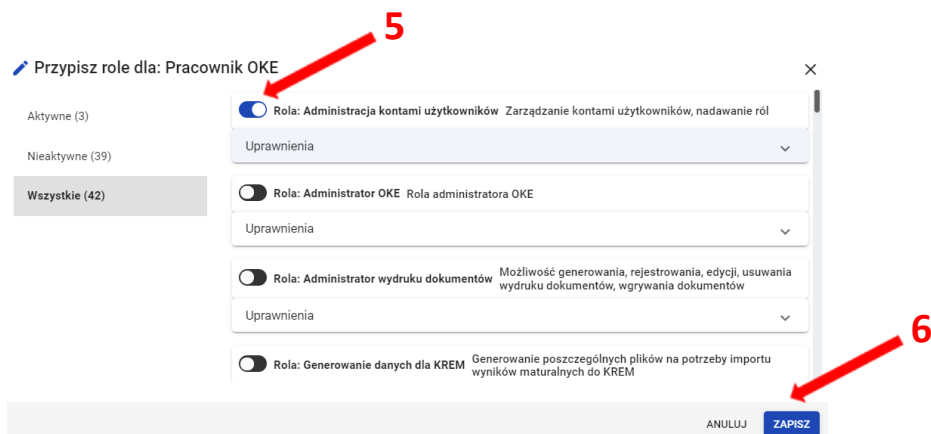 5
Przypisz role dla: Pracownik OKE
Aktywne (3)
Nieaktywne (39)
Wszystkie (42)
Rola: Administracja kontami użytkowników Zarządzanie kontami użytkowników, nadawanie ról
Uprawnienia
Rola: Administrator OKE Rola administratora OKE
Uprawnienia
Rola: Administrator wydruku dokumentów Możliwość generowania, rejestrowania, edycji, usuwania
wydruku dokumentów, wgrywania dokumentów
Uprawnienia
Rola: Generowanie danych dla KREM Generowanie poszczególnych plików na potrzeby importu
wyników maturalnych do KREM
6
ANULUJ ZAPISZ